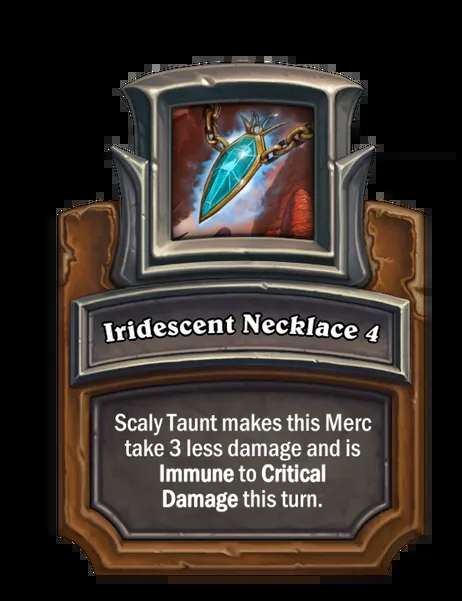 Iridescent Necklace 4
Scaly Taunt makes this Merc
take 3 less damage and is
Immune to Critical
Damage this turn.